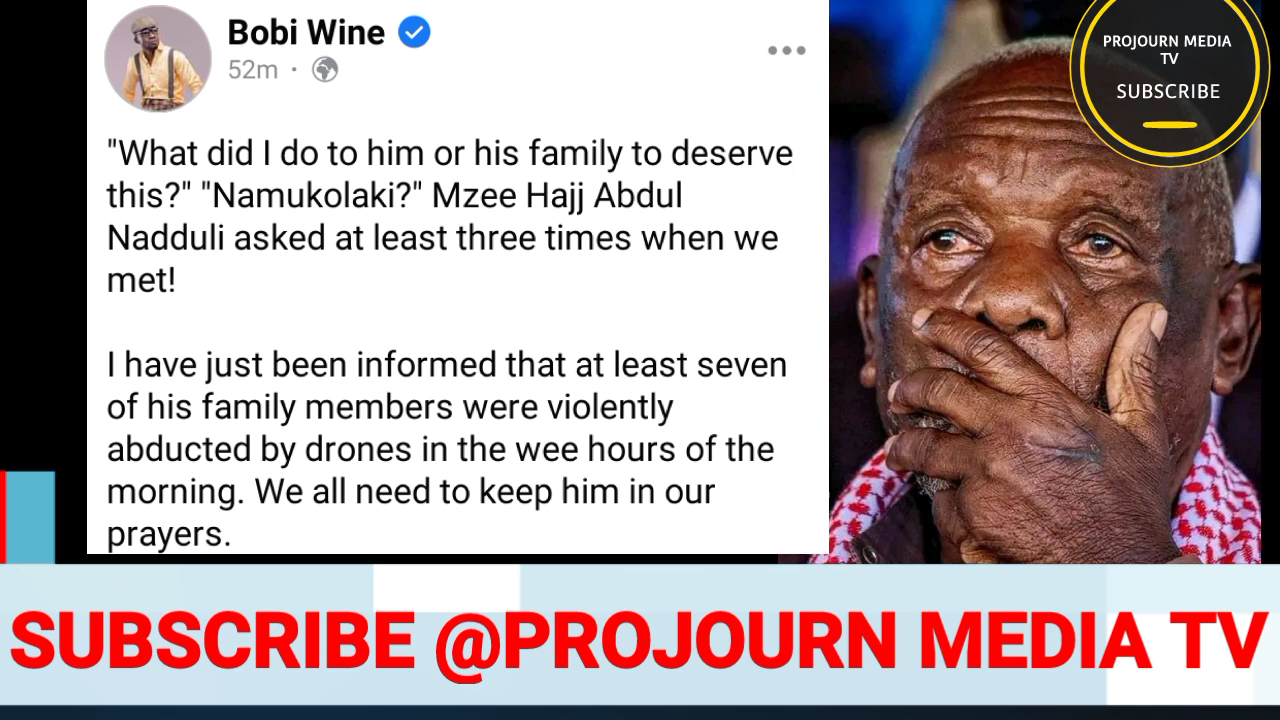 Bobi Wine
52m ·
"What did I do to him or his family to deserve
this?" "Namukolaki?" Mzee Hajj Abdul
Nadduli asked at least three times when we
met!
I have just been informed that at least seven
of his family members were violently
abducted by drones in the wee hours of the
morning. We all need to keep him in our
prayers.
PROJOURN MEDIA
TV
SUBSCRIBE
SUBSCRIBE @PROJOURN MEDIA TV